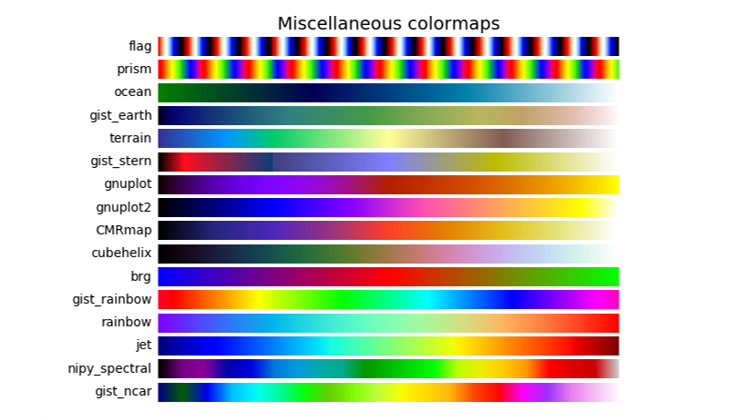 Miscellaneous colormaps
flag
prism
ocean
gist_earth
terrain
gist_stern
gnuplot
gnuplot2
CMRmap
cubehelix
brg
gist_rainbow
rainbow
jet
nipy_spectral
gist_ncar